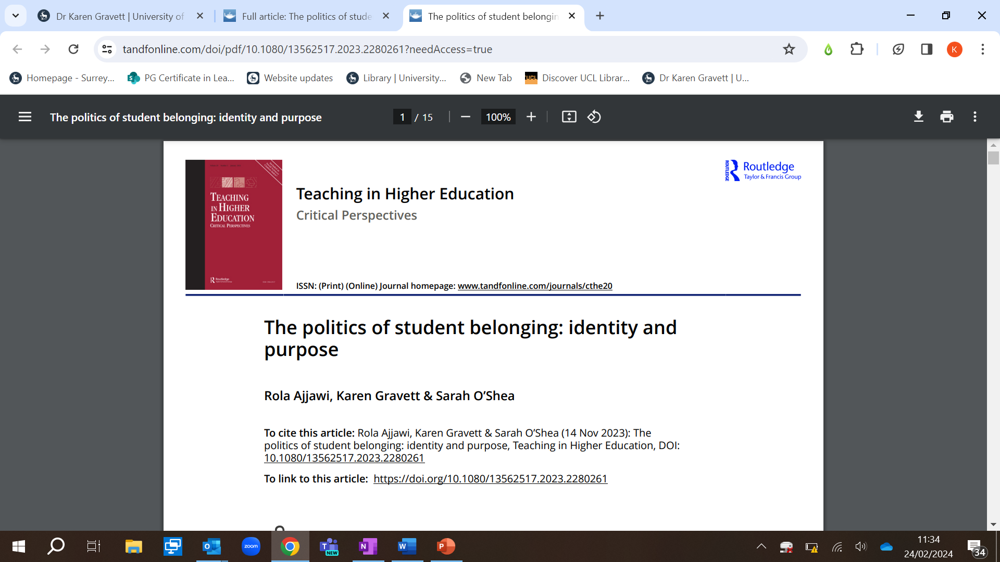 Dr Karen Gravett | University of
Full article: The politics of stude
The politics of student belongin
tandfonline.com/doi/pdf/10.1080/13562517.2023.2280261?needAccess=true
K
Homepage - Surrey...
PG Certificate in Lea...
Website updates
Library | University...
New Tab
UCL
Discover UCL Librar...
Dr Karen Gravett | U...
The politics of student belonging: identity and purpose
1 / 15
100%
TEACHING
IN HIGHER
EDUCATION
CRITICAL PERSPECTIVES
Routledge
ROUTLEDGE
Routledge
Taylor & Francis Group
Teaching in Higher Education
Critical Perspectives
ISSN: (Print) (Online) Journal homepage: www.tandfonline.com/journals/cthe20
The politics of student belonging: identity and
purpose
Rola Ajjawi, Karen Gravett & Sarah O’Shea
To cite this article: Rola Ajjawi, Karen Gravett & Sarah O’Shea (14 Nov 2023): The
politics of student belonging: identity and purpose, Teaching in Higher Education, DOI:
10.1080/13562517.2023.2280261
To link to this article: https://doi.org/10.1080/13562517.2023.2280261
O
zoom
T
NEW
N
W
P
11:34
24/02/2024
34